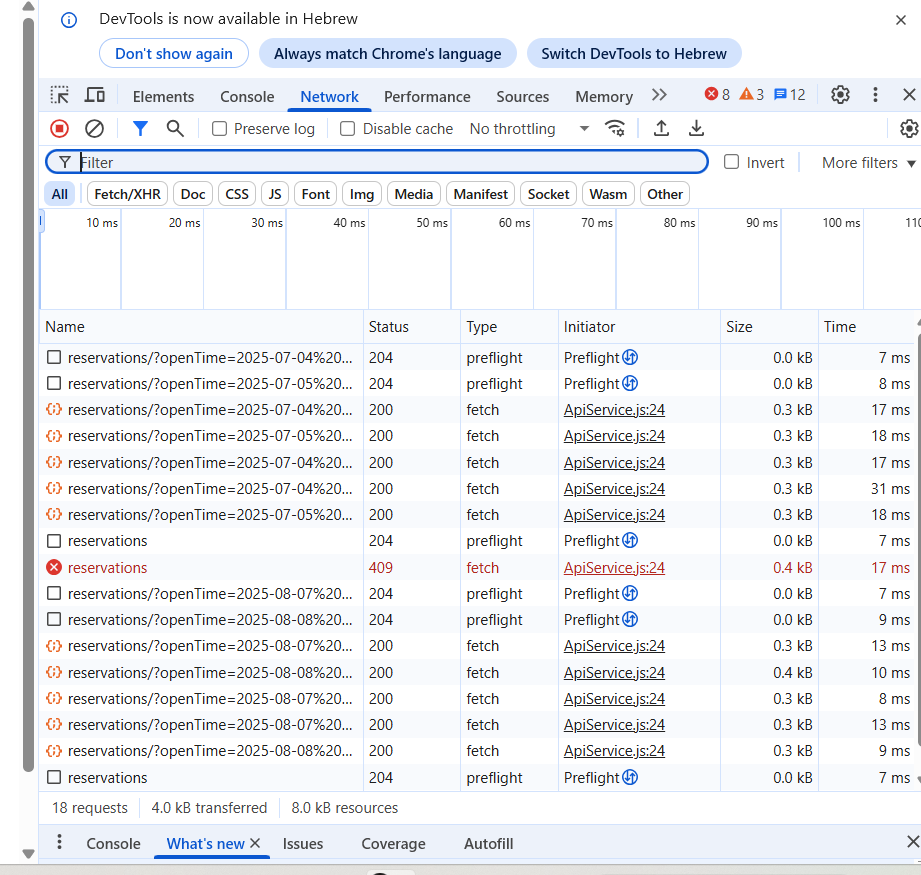 DevTools is now available in Hebrew
Don't show again Always match Chrome's language Switch DevTools to Hebrew
Elements Console Network Performance Sources Memory 8 3 12
Preserve log Disable cache No throttling
Filter Invert More filters
All Fetch/XHR Doc CSS JS Font Img Media Manifest Socket Wasm Other
10 ms 20 ms 30 ms 40 ms 50 ms 60 ms 70 ms 80 ms 90 ms 100 ms 110
Name Status Type Initiator Size Time
reservations/?openTime=2025-07-04%20... 204 preflight Preflight 0.0 kB 7 ms
reservations/?openTime=2025-07-05%20... 204 preflight Preflight 0.0 kB 8 ms
reservations/?openTime=2025-07-04%20... 200 fetch ApiService.js:24 0.3 kB 17 ms
reservations/?openTime=2025-07-05%20... 200 fetch ApiService.js:24 0.3 kB 18 ms
reservations/?openTime=2025-07-04%20... 200 fetch ApiService.js:24 0.3 kB 17 ms
reservations/?openTime=2025-07-04%20... 200 fetch ApiService.js:24 0.3 kB 31 ms
reservations/?openTime=2025-07-05%20... 200 fetch ApiService.js:24 0.3 kB 18 ms
reservations 204 preflight Preflight 0.0 kB 7 ms
reservations 409 fetch ApiService.js:24 0.4 kB 17 ms
reservations/?openTime=2025-08-07%20... 204 preflight Preflight 0.0 kB 7 ms
reservations/?openTime=2025-08-08%20... 204 preflight Preflight 0.0 kB 9 ms
reservations/?openTime=2025-08-07%20... 200 fetch ApiService.js:24 0.3 kB 13 ms
reservations/?openTime=2025-08-08%20... 200 fetch ApiService.js:24 0.4 kB 10 ms
reservations/?openTime=2025-08-07%20... 200 fetch ApiService.js:24 0.3 kB 8 ms
reservations/?openTime=2025-08-07%20... 200 fetch ApiService.js:24 0.3 kB 13 ms
reservations/?openTime=2025-08-08%20... 200 fetch ApiService.js:24 0.3 kB 9 ms
reservations 204 preflight Preflight 0.0 kB 7 ms
18 requests 4.0 kB transferred 8.0 kB resources
Console What's new Issues Coverage Autofill